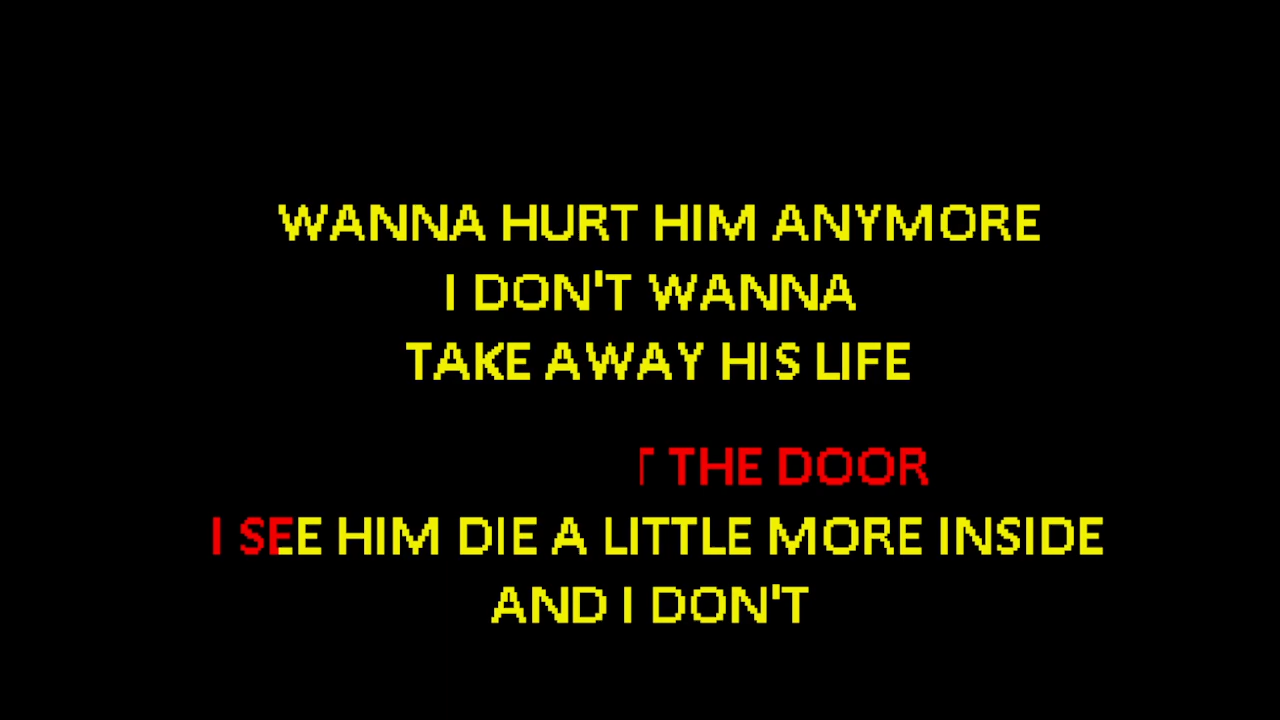 WANNA HURT HIM ANYMORE
I DON'T WANNA
TAKE AWAY HIS LIFE
THE DOOR
I SEE HIM DIE A LITTLE MORE INSIDE
AND I DON'T